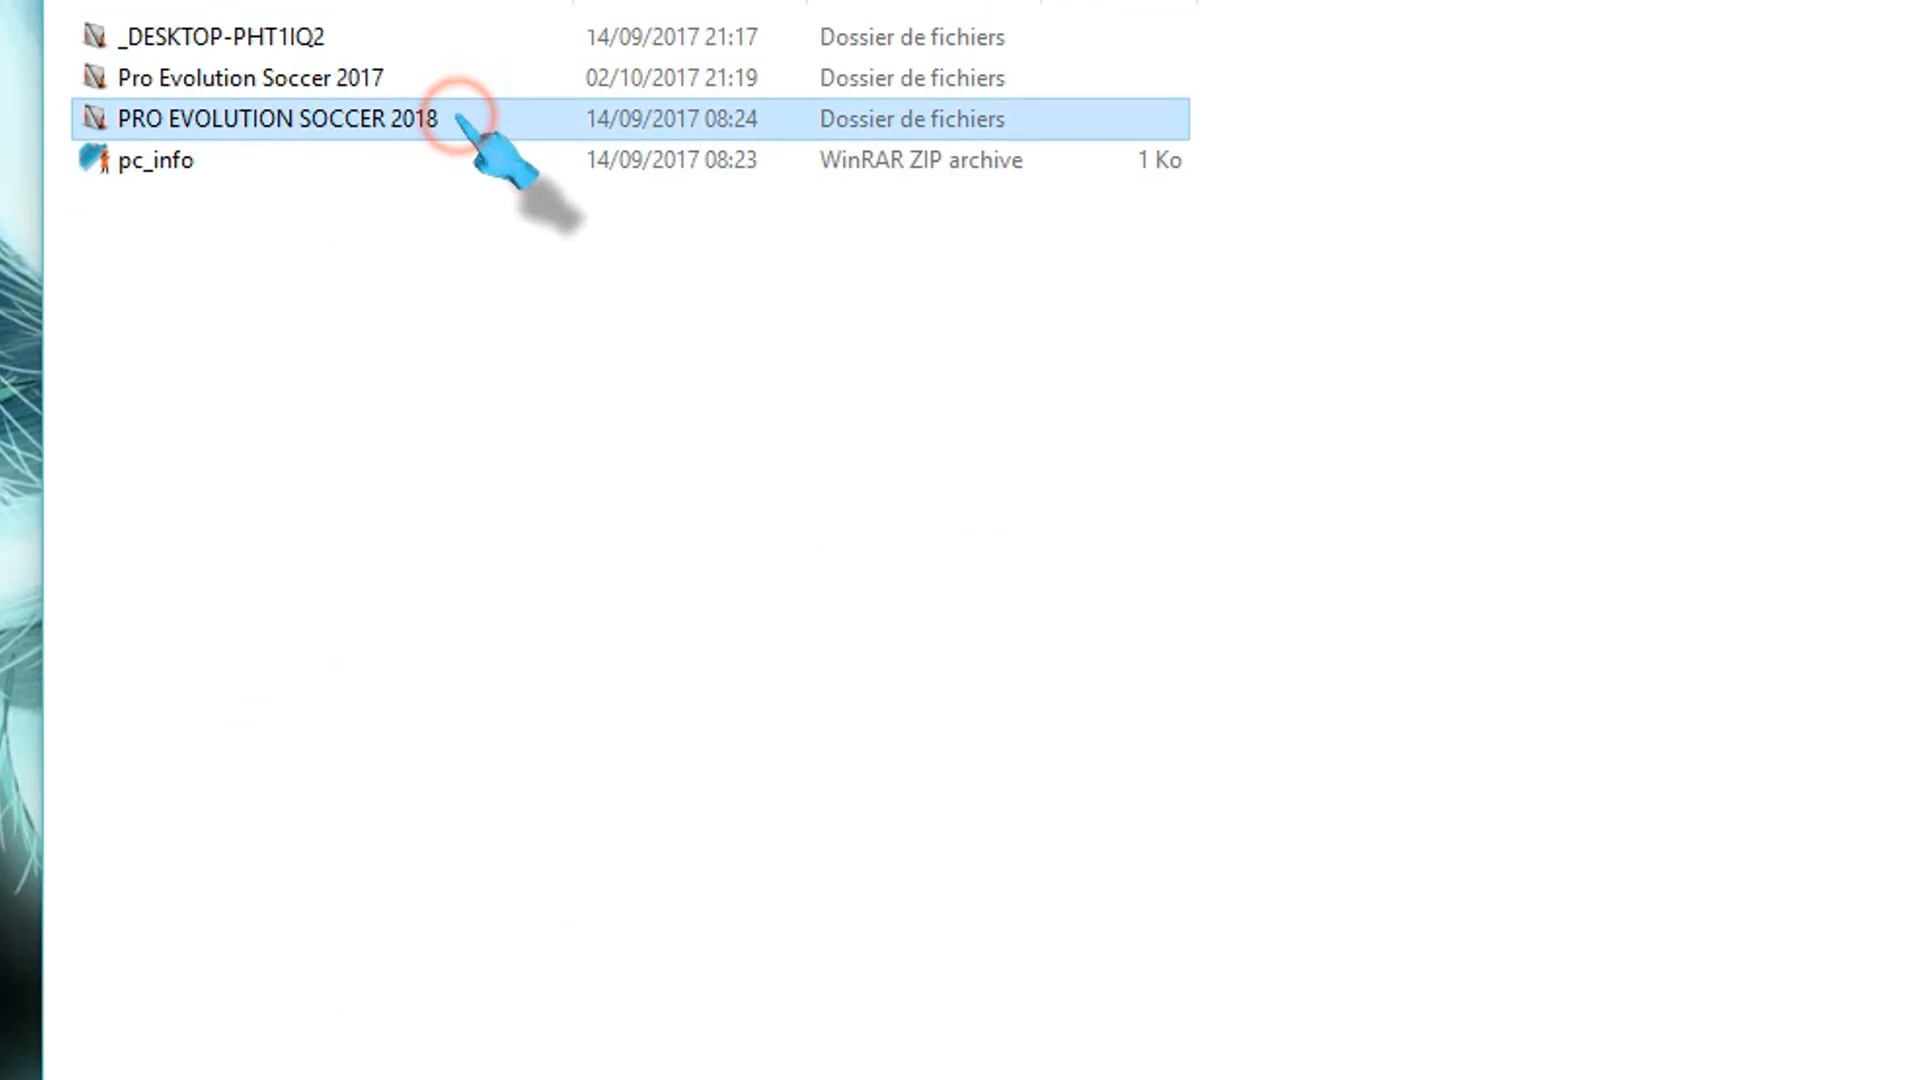 _DESKTOP-PHT1IQ2 14/09/2017 21:17 Dossier de fichiers
Pro Evolution Soccer 2017 02/10/2017 21:19 Dossier de fichiers
PRO EVOLUTION SOCCER 2018 14/09/2017 08:24 Dossier de fichiers
pc_info 14/09/2017 08:23 WinRAR ZIP archive 1 Ko